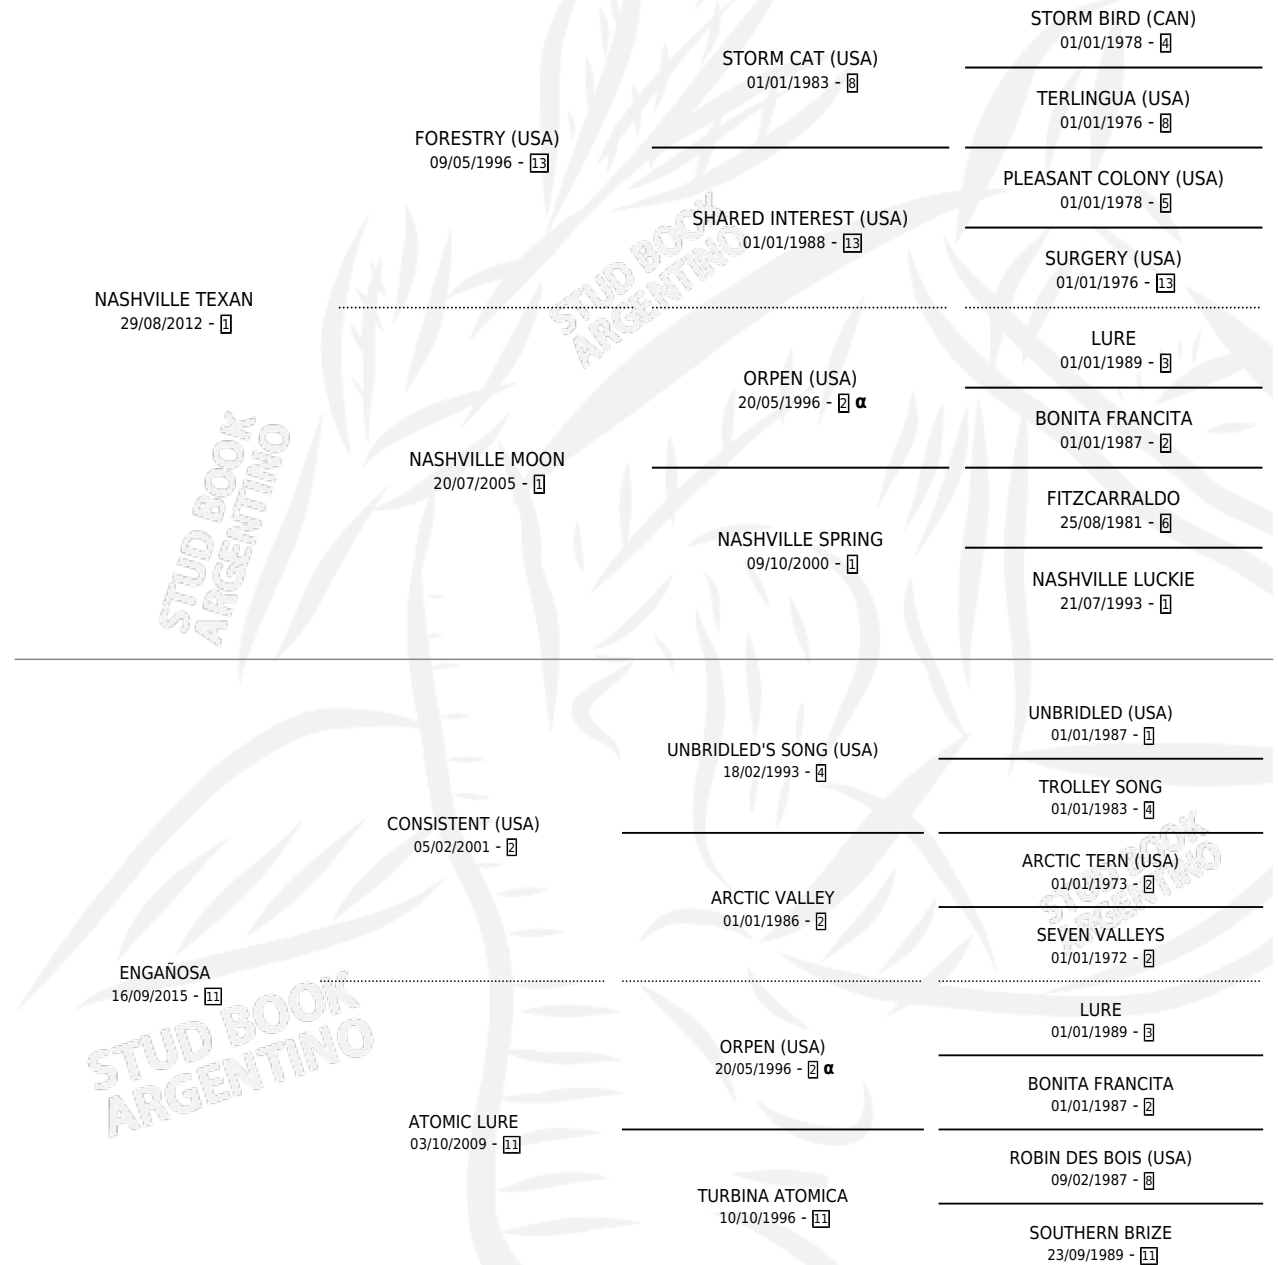 STORM BIRD (CAN)
01/01/1978 - 4
STORM CAT (USA)
01/01/1983 - 8
TERLINGUA (USA)
01/01/1976 - 8
FORESTRY (USA)
09/05/1996 - 13
PLEASANT COLONY (USA)
01/01/1978 - 5
SHARED INTEREST (USA)
01/01/1988 - 13
SURGERY (USA)
01/01/1976 - 13
NASHVILLE TEXAN
29/08/2012 - 1
LURE
01/01/1989 - 3
ORPEN (USA)
20/05/1996 - 2 α
BONITA FRANCITA
01/01/1987 - 2
NASHVILLE MOON
20/07/2005 - 1
FITZCARRALDO
25/08/1981 - 6
NASHVILLE SPRING
09/10/2000 - 1
NASHVILLE LUCKIE
21/07/1993 - 1
UNBRIDLED (USA)
01/01/1987 - 1
UNBRIDLED'S SONG (USA)
18/02/1993 - 4
TROLLEY SONG
01/01/1983 - 4
CONSISTENT (USA)
05/02/2001 - 2
ARCTIC TERN (USA)
01/01/1973 - 2
ARCTIC VALLEY
01/01/1986 - 2
SEVEN VALLEYS
01/01/1972 - 2
ENGAÑOSA
16/09/2015 - 11
LURE
01/01/1989 - 3
ORPEN (USA)
20/05/1996 - 2 α
BONITA FRANCITA
01/01/1987 - 2
ATOMIC LURE
03/10/2009 - 11
ROBIN DES BOIS (USA)
09/02/1987 - 8
TURBINA ATOMICA
10/10/1996 - 11
SOUTHERN BRIZE
23/09/1989 - 11
STUD BOOK
ARGENTINO
STUD BOOK
ARGENTINO
STUD BOOK
ARGENTINO
STUD BOOK
ARGENTINO